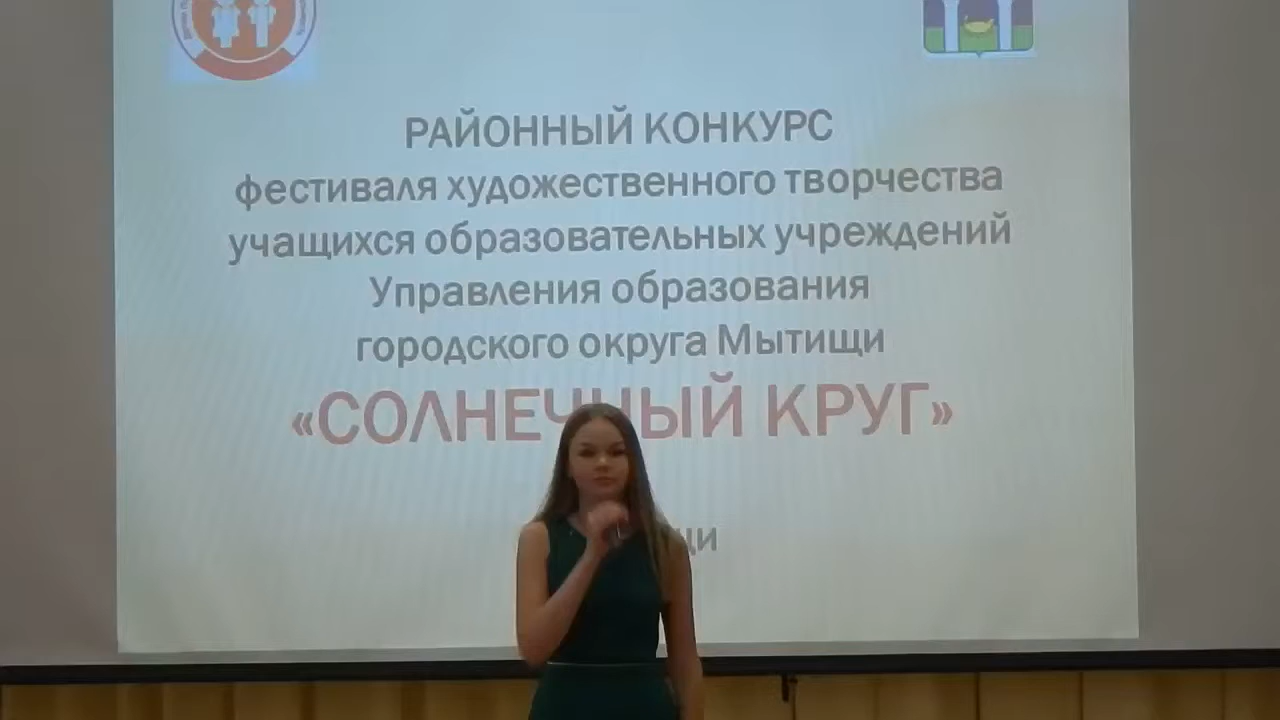 РАЙОННЫЙ КОНКУРС
фестиваля художественного творчества
учащихся образовательных учреждений
Управления образования
городского округа Мытищи
«СОЛНЕЧНЫЙ КРУГ»